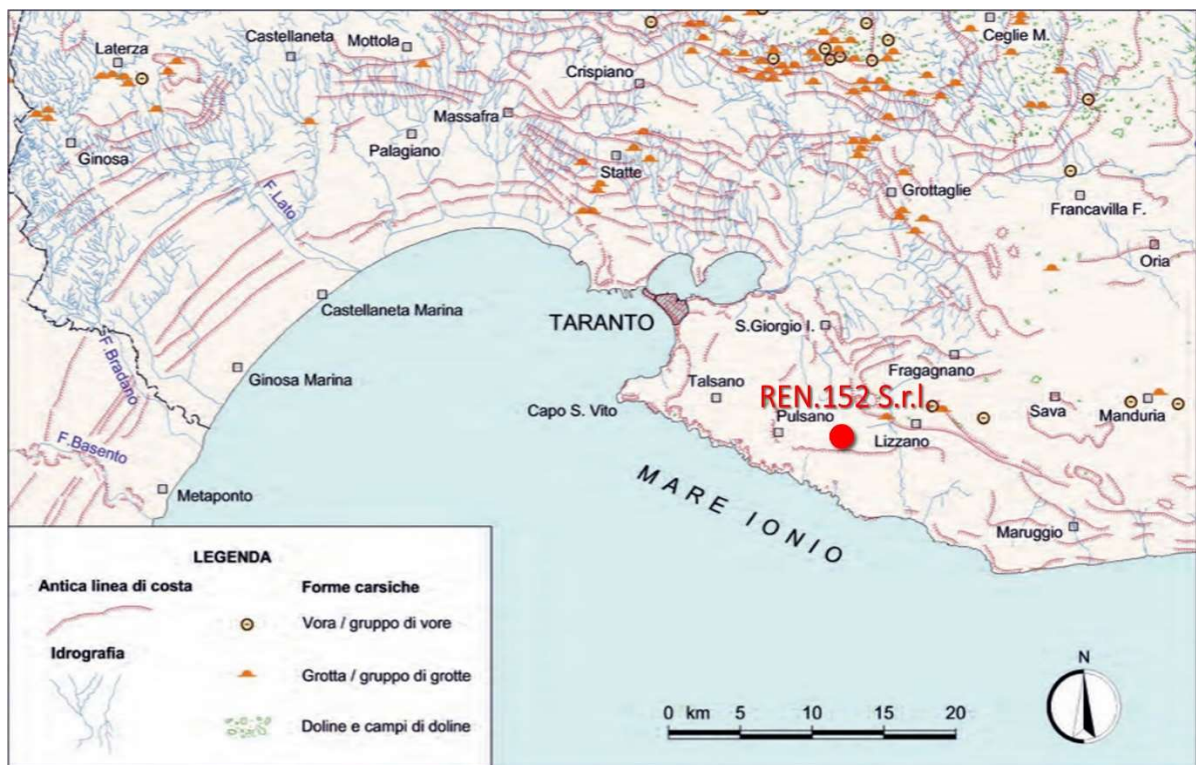 Laterza
Castellaneta
Mottola
Ceglie M.
Crispiano
Massafra
Ginosa
Palagiano
Statte
F.Lato
Grottaglie
Francavilla F.
Oria
Castellaneta Marina
TARANTO
S.Giorgio I.
F.Bradano
Ginosa Marina
Fragagnano
Talsano
REN.152 S.r.l.
Capo S. Vito
Pulsano
Sava
Manduria
Lizzano
F.Basento
Metaponto
MARE IONIO
Maruggio
LEGENDA
Antica linea di costa
Forme carsiche
Vora / gruppo di vore
Idrografia
Grotta / gruppo di grotte
Doline e campi di doline
N
0 km 5 10 15 20